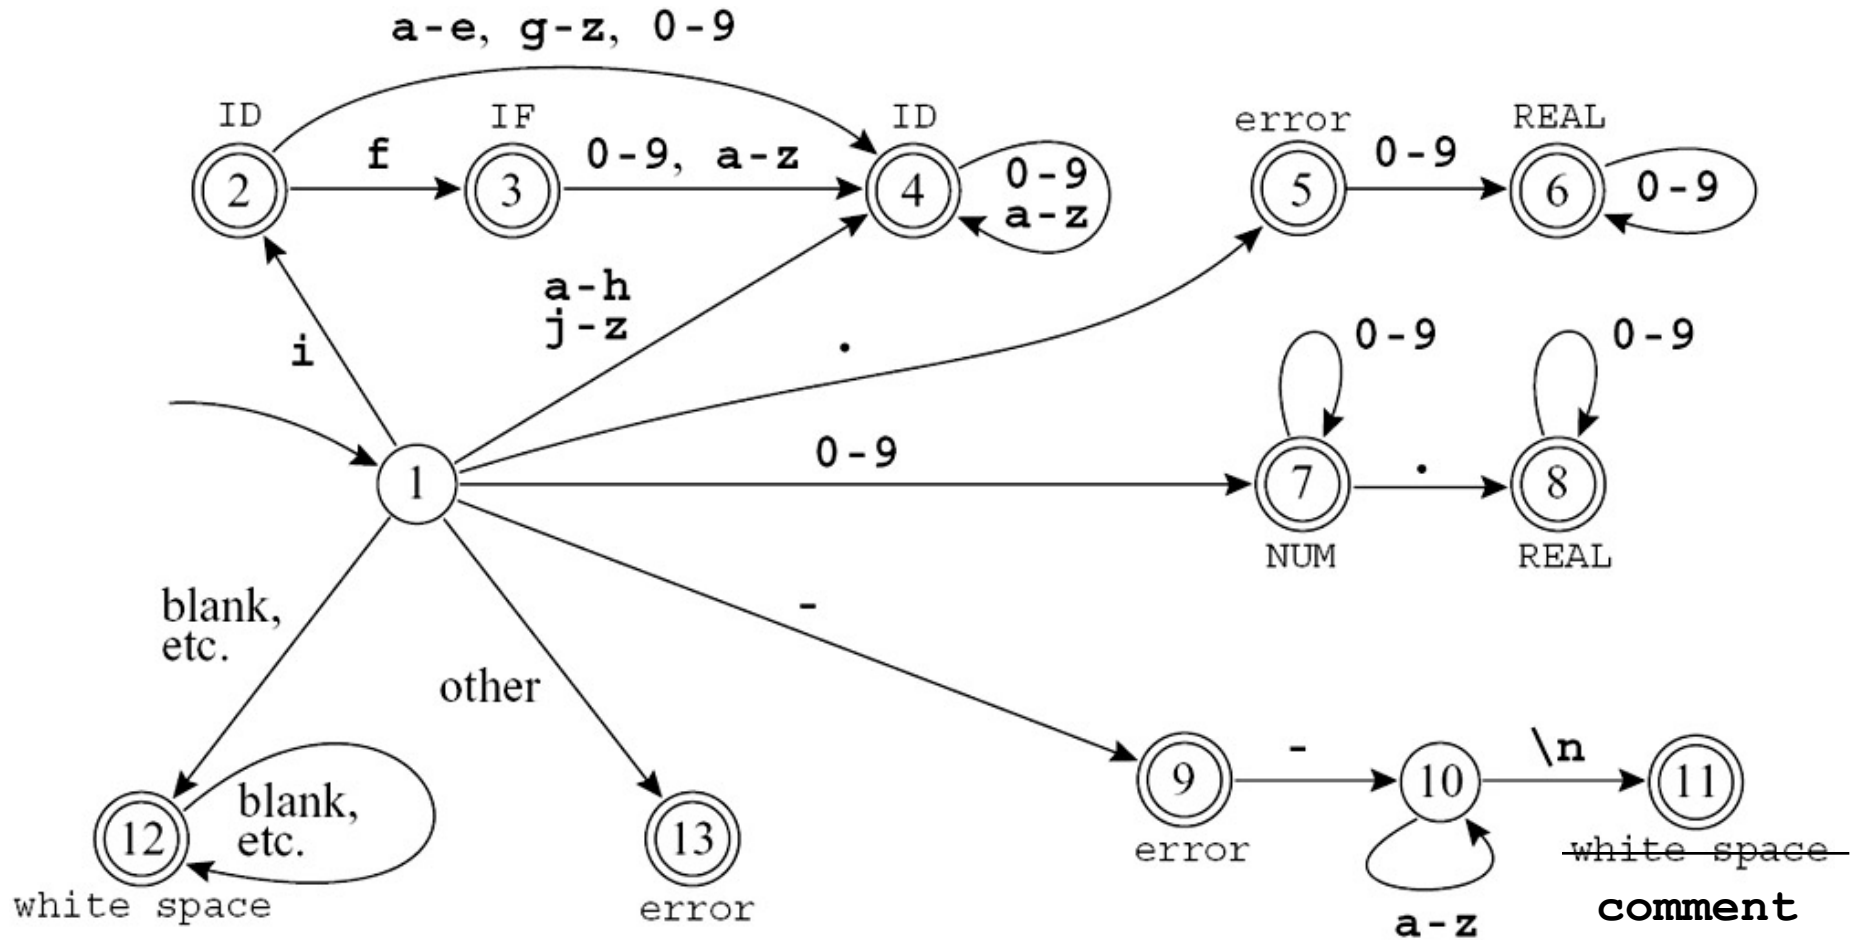 a-e, g-z, 0-9
ID
IF
ID
error
REAL
f
0-9, a-z
0-9
a-z
0-9
0-9
2
3
4
5
6
a-h
j-z
i
.
0-9
0-9
0-9
1
7
.
8
NUM
REAL
blank,
etc.
-
other
-
\n
blank,
etc.
12
13
9
10
11
white space
error
error
white space
comment
a-z